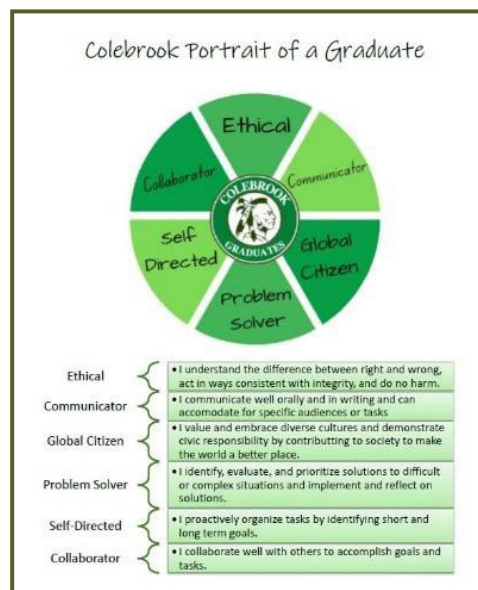 Colebrook Portrait of a Graduate
Ethical
Communicator
Global
Citizen
Problem
Solver
Self
Directed
Collaborator
COLEBROOK
GRADUATES
Ethical
• I understand the difference between right and wrong,
act in ways consistent with integrity, and do no harm.
Communicator
• I communicate well orally and in writing and can
accomodate for specific audiences or tasks
Global Citizen
• I value and embrace diverse cultures and demonstrate
civic responsibility by contributting to society to make
the world a better place.
Problem Solver
• I identify, evaluate, and prioritize solutions to difficult
or complex situations and implement and reflect on
solutions.
Self-Directed
• I proactively organize tasks by identifying short and
long term goals.
Collaborator
• I collaborate well with others to accomplish goals and
tasks.